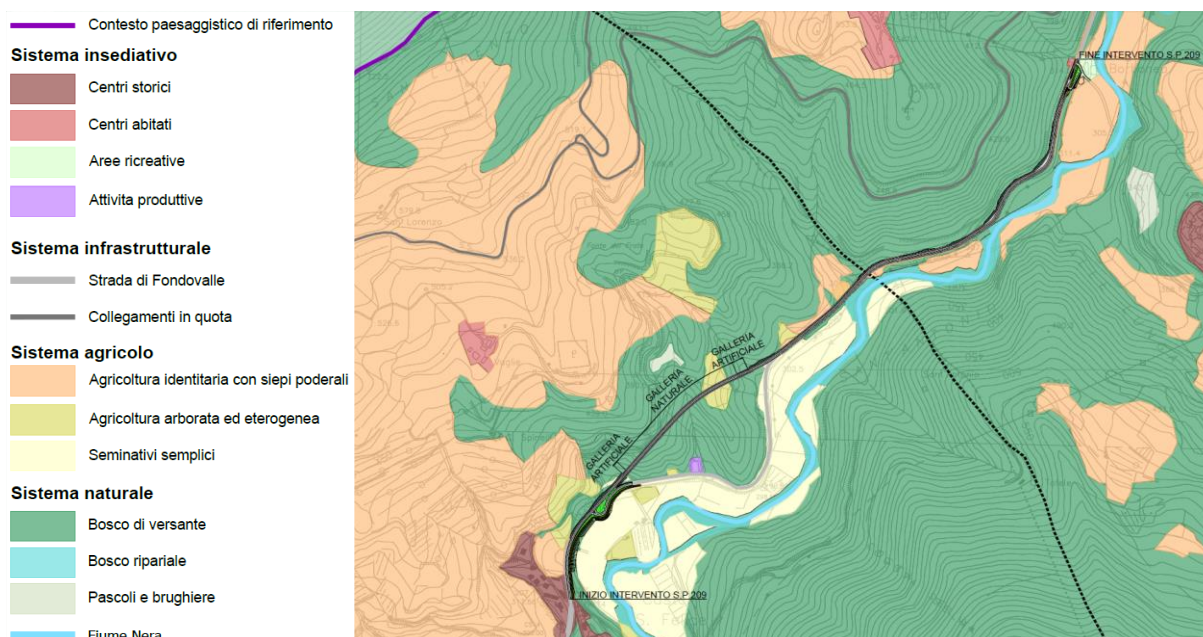 Contesto paesaggistico di riferimento
Sistema insediativo
Centri storici
Centri abitati
Aree ricreative
Attivita produttive
Sistema infrastrutturale
Strada di Fondovalle
Collegamenti in quota
Sistema agricolo
Agricoltura identitaria con siepi poderali
Agricoltura arborata ed eterogenea
Seminativi semplici
Sistema naturale
Bosco di versante
Bosco ripariale
Pascoli e brughiere
Fiume Nera
FINE INTERVENTO S.P.209
GALLERIA
ARTIFICIALE
GALLERIA
NATURALE
GALLERIA
ARTIFICIALE
INIZIO INTERVENTO S.P.209